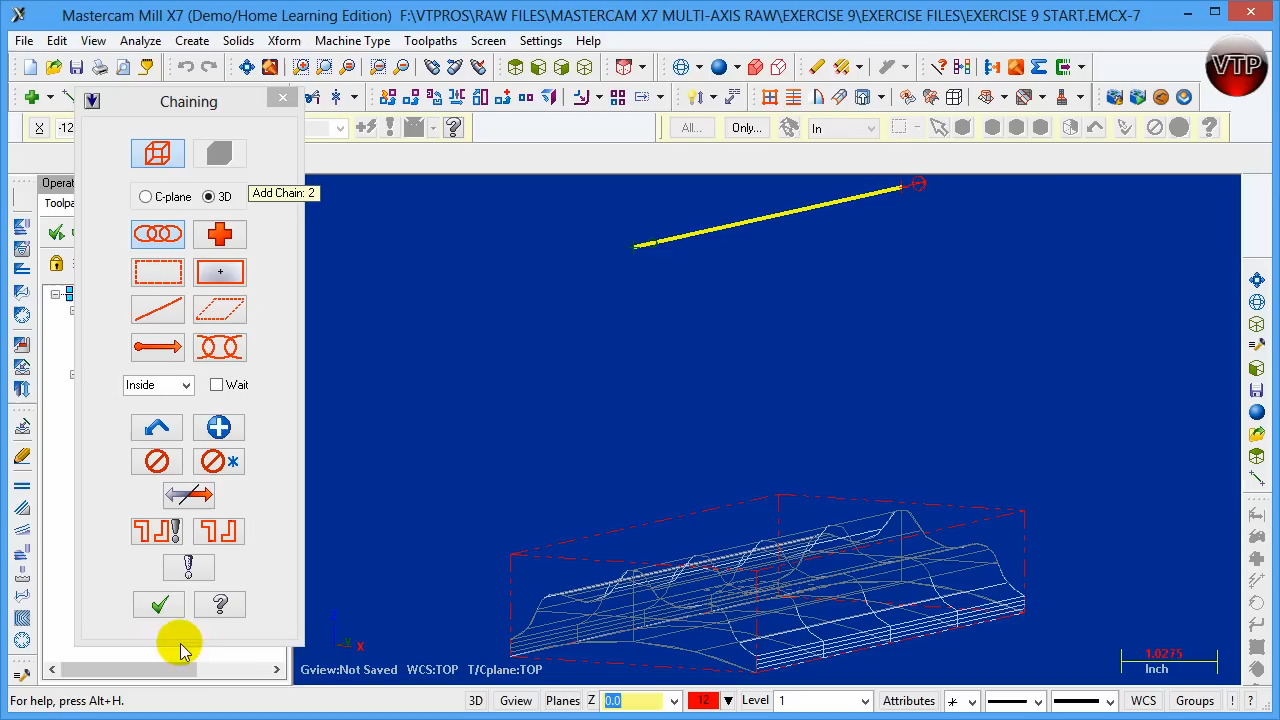 Mastercam Mill X7 (Demo/Home Learning Edition) F:\VTPROS\RAW FILES\MASTERCAM X7 MULTI-AXIS RAW\EXERCISE 9\EXERCISE FILES\EXERCISE 9 START.EMCX-7
File Edit View Analyze Create Solids Xform Machine Type Toolpaths Screen Settings Help
VTP
Chaining
X -12
All... Only... In
Operat
C-plane 3D
Add Chain: 2
Toolpa
Inside Wait
Gview:Not Saved WCS:TOP T/Cplane:TOP
X
1.0275
Inch
For help, press Alt+H.
3D Gview Planes Z 0.0 12 Level 1 Attributes WCS Groups ! ?